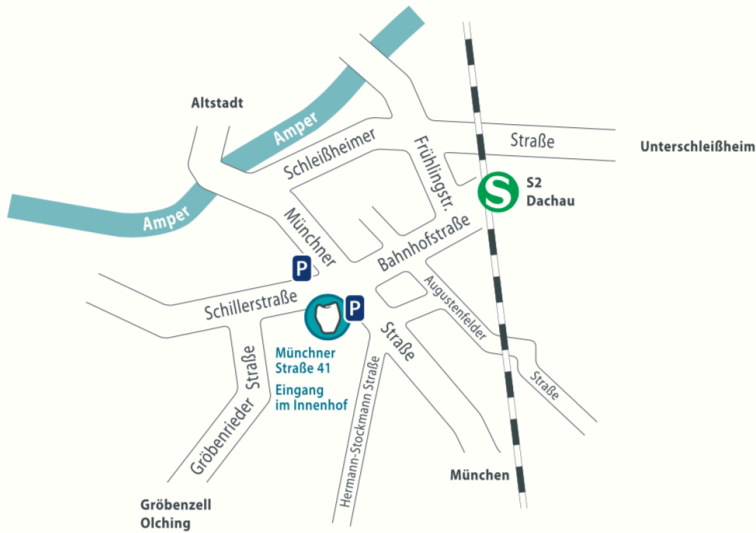 Altstadt
Amper
Schleißheimer
Straße
Unterschleißheim
Frühlingstr.
S
S2
Dachau
Amper
Münchner
Bahnhofstraße
P
Schillerstraße
P
Augustenfelder
Straße
Münchner
Straße 41
Eingang
im Innenhof
Straße
Gröbenrieder
Straße
Hermann-Stockmann Straße
München
Gröbenzell
Olching